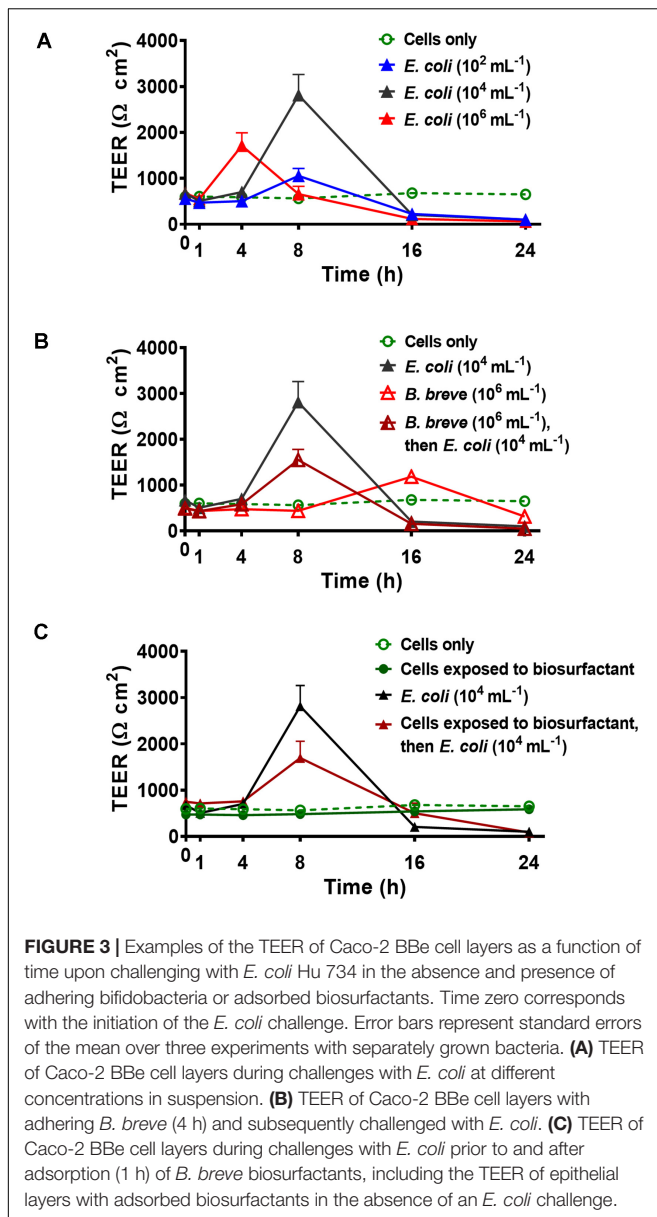 A
TEER (Ω cm²)
4000
3000
2000
1000
0
0 1 4 8 16 24
Time (h)
Cells only
E. coli (10² mL⁻¹)
E. coli (10⁴ mL⁻¹)
E. coli (10⁶ mL⁻¹)
B
TEER (Ω cm²)
4000
3000
2000
1000
0
0 1 4 8 16 24
Time (h)
Cells only
E. coli (10⁴ mL⁻¹)
B. breve (10⁶ mL⁻¹)
B. breve (10⁶ mL⁻¹),
then E. coli (10⁴ mL⁻¹)
C
TEER (Ω cm²)
4000
3000
2000
1000
0
0 1 4 8 16 24
Time (h)
Cells only
Cells exposed to biosurfactant
E. coli (10⁴ mL⁻¹)
Cells exposed to biosurfactant,
then E. coli (10⁴ mL⁻¹)
FIGURE 3 | Examples of the TEER of Caco-2 BBe cell layers as a function of
time upon challenging with E. coli Hu 734 in the absence and presence of
adhering bifidobacteria or adsorbed biosurfactants. Time zero corresponds
with the initiation of the E. coli challenge. Error bars represent standard errors
of the mean over three experiments with separately grown bacteria. (A) TEER
of Caco-2 BBe cell layers during challenges with E. coli at different
concentrations in suspension. (B) TEER of Caco-2 BBe cell layers with
adhering B. breve (4 h) and subsequently challenged with E. coli. (C) TEER of
Caco-2 BBe cell layers during challenges with E. coli prior to and after
adsorption (1 h) of B. breve biosurfactants, including the TEER of epithelial
layers with adsorbed biosurfactants in the absence of an E. coli challenge.